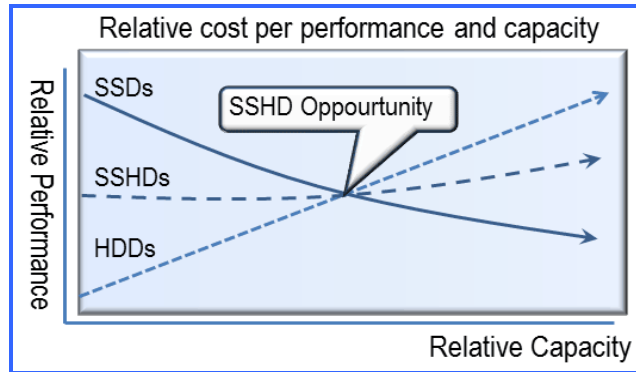 Relative cost per performance and capacity
Relative Performance
SSDs
SSHD Oppourtunity
SSHDs
HDDs
Relative Capacity